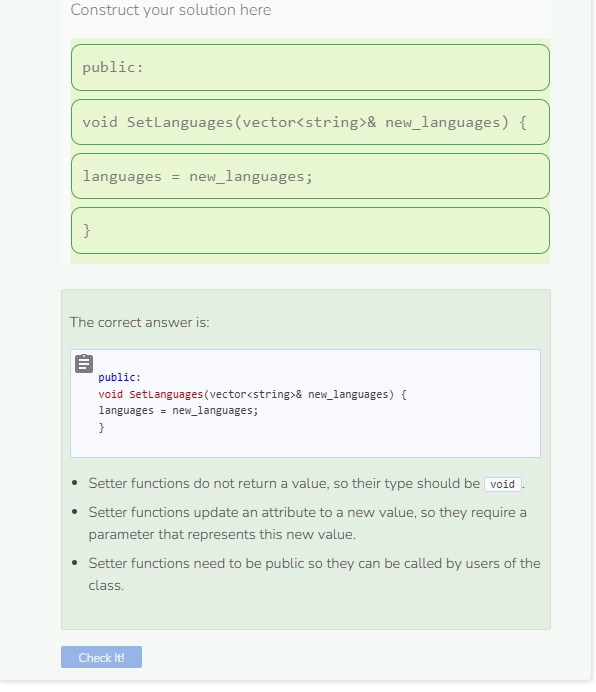 Construct your solution here
public:
void SetLanguages(vector<string>& new_languages) {
languages = new_languages;
}
The correct answer is:
public:
void SetLanguages(vector<string>& new_languages) {
languages = new_languages;
}
Setter functions do not return a value, so their type should be void.
Setter functions update an attribute to a new value, so they require a
parameter that represents this new value.
Setter functions need to be public so they can be called by users of the
class.
Check It!